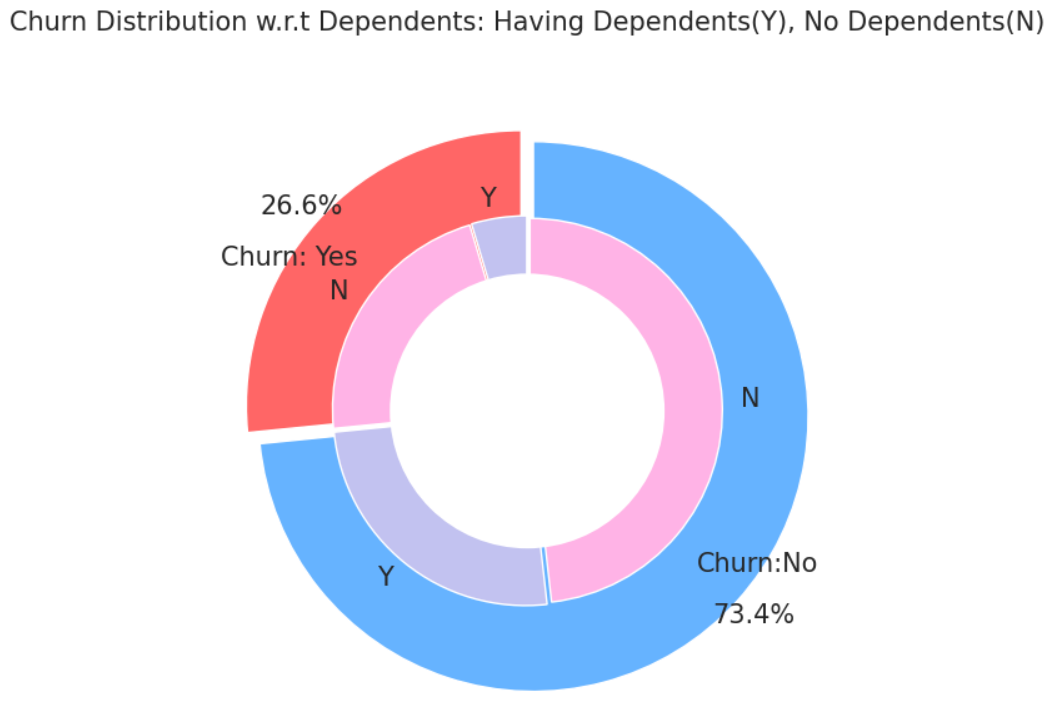 Churn Distribution w.r.t Dependents: Having Dependents(Y), No Dependents(N)
Y
26.6%
Churn: Yes
N
N
Churn:No
Y
73.4%